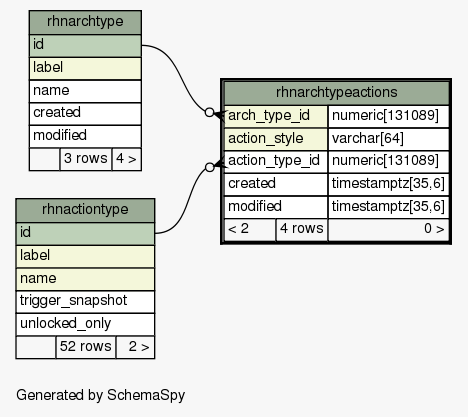 rhnarchtype
id
label
name
created
modified
3 rows 4 >
rhnarchtypeactions
arch_type_id numeric[131089]
action_style varchar[64]
action_type_id numeric[131089]
created timestamptz[35,6]
modified timestamptz[35,6]
< 2 4 rows 0 >
rhnactiontype
id
label
name
trigger_snapshot
unlocked_only
52 rows 2 >
Generated by SchemaSpy